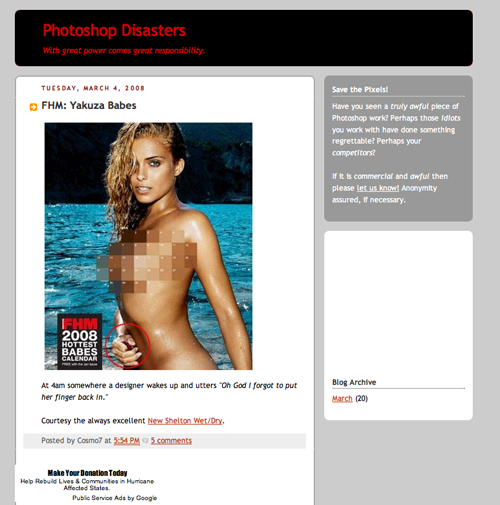 Photoshop Disasters
With great power comes great responsibility.
TUESDAY, MARCH 4, 2008
FHM: Yakuza Babes
FHM
2008
HOTTEST
BABES
CALENDAR
At 4am somewhere a designer wakes up and utters "Oh God I forgot to put
her finger back in."
Courtesy the always excellent New Shelton Wet/Dry.
Posted by Cosmo7 at 5:54 PM 5 comments
Make Your Donation Today
Help Rebuild Lives & Communities in Hurricane
Affected States.
Public Service Ads by Google
Save the Pixels!
Have you seen a truly awful piece of
Photoshop work? Perhaps those idiots
you work with have done something
regrettable? Perhaps your
competitors?
If it is commercial and awful then
please let us know! Anonymity
assured, if necessary.
Blog Archive
March (20)